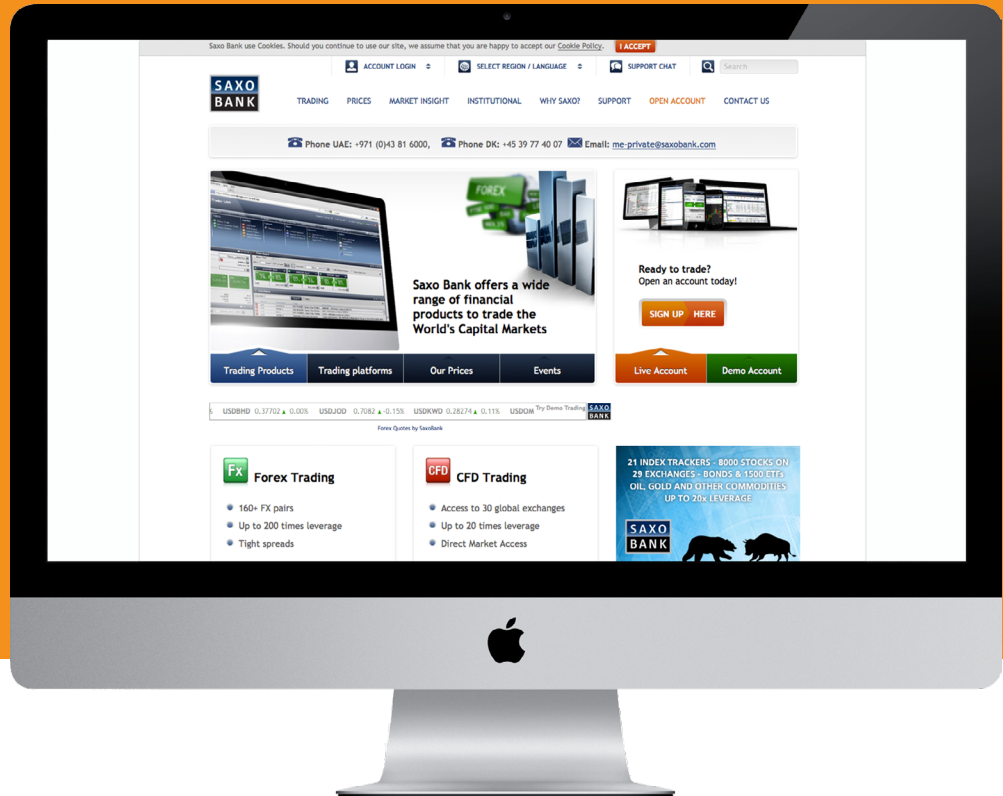 Saxo Bank use Cookies. Should you continue to use our site, we assume that you are happy to accept our Cookie Policy. I ACCEPT
ACCOUNT LOGIN SELECT REGION / LANGUAGE SUPPORT CHAT Search
SAXO
BANK
TRADING PRICES MARKET INSIGHT INSTITUTIONAL WHY SAXO? SUPPORT OPEN ACCOUNT CONTACT US
Phone UAE: +971 (0)43 81 6000, Phone DK: +45 39 77 40 07 Email: me-private@saxobank.com
FOREX
Saxo Bank offers a wide
range of financial
products to trade the
World's Capital Markets
Ready to trade?
Open an account today!
SIGN UP HERE
Trading Products Trading platforms Our Prices Events
Live Account Demo Account
USDBHD 0,37702 0,00% USDJOD 0,7082 -0,15% USDKWD 0,28274 0,11% USDOM Try Demo Trading
SAXO
BANK
Forex Quotes by SaxoBank
Fx Forex Trading
160+ FX pairs
Up to 200 times leverage
Tight spreads
CFD CFD Trading
Access to 30 global exchanges
Up to 20 times leverage
Direct Market Access
21 INDEX TRACKERS - 8000 STOCKS ON
29 EXCHANGES - BONDS & 1500 ETFs
OIL, GOLD AND OTHER COMMODITIES
UP TO 20x LEVERAGE
SAXO
BANK